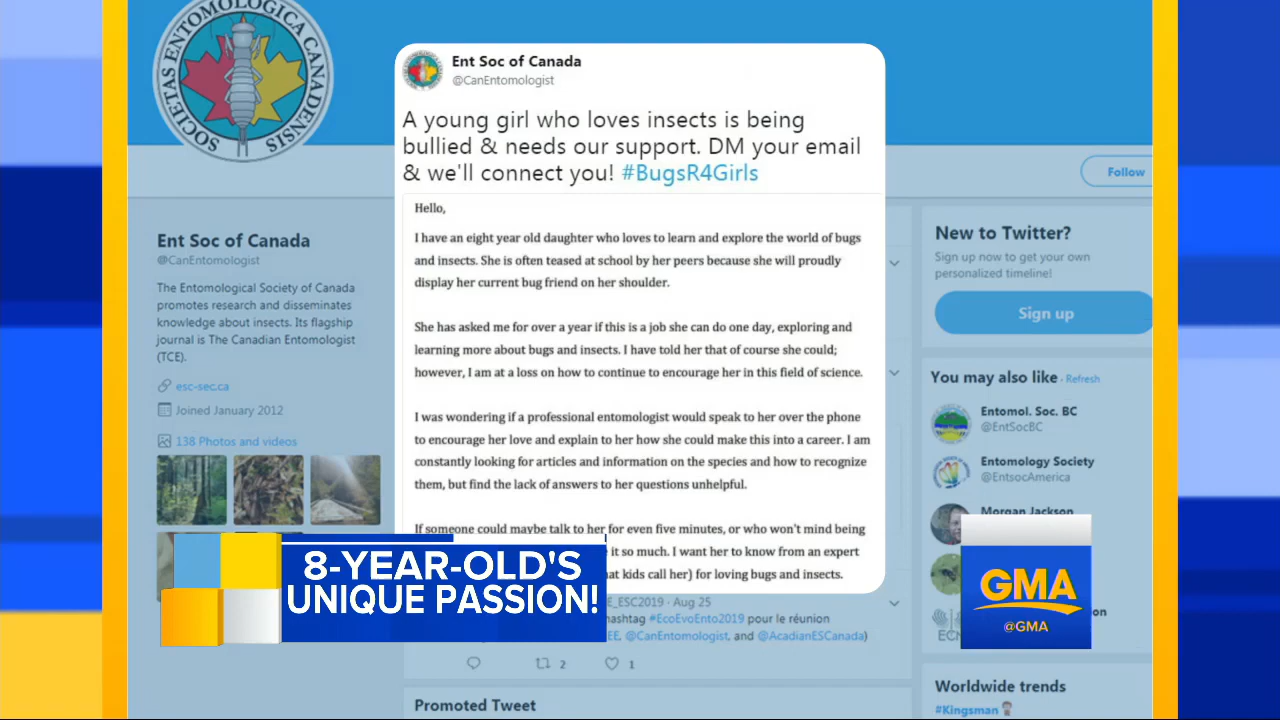 SOCIETAS ENTOMOLOGICA CANADENSIS
Ent Soc of Canada
@CanEntomologist
A young girl who loves insects is being
bullied & needs our support. DM your email
& we'll connect you! #BugsR4Girls
Hello,
I have an eight year old daughter who loves to learn and explore the world of bugs
and insects. She is often teased at school by her peers because she will proudly
display her current bug friend on her shoulder.
She has asked me for over a year if this is a job she can do one day, exploring and
learning more about bugs and insects. I have told her that of course she could;
however, I am at a loss on how to continue to encourage her in this field of science.
I was wondering if a professional entomologist would speak to her over the phone
to encourage her love and explain to her how she could make this into a career. I am
constantly looking for articles and information on the species and how to recognize
them, but find the lack of answers to her questions unhelpful.
If someone could maybe talk to her for even five minutes, or who won't mind being
it so much. I want her to know from an expert
kids call her) for loving bugs and insects.
Ent Soc of Canada
@CanEntomologist
The Entomological Society of Canada
promotes research and disseminates
knowledge about insects. Its flagship
journal is The Canadian Entomologist
(TCE).
esc-sec.ca
Joined January 2012
138 Photos and videos
Follow
New to Twitter?
Sign up now to get your own
personalized timeline!
Sign up
You may also like · Refresh
Entomol. Soc. BC
@EntSocBC
Entomology Society
@EntsocAmerica
Morgan Jackson
E_ESC2019 · Aug 25
#EcoEvoEnto2019 pour le réunion
@CanEntomologist, and @AcadianESCanada)
2
1
Promoted Tweet
Worldwide trends
#Kingsman
8-YEAR-OLD'S
UNIQUE PASSION!
GMA
@GMA